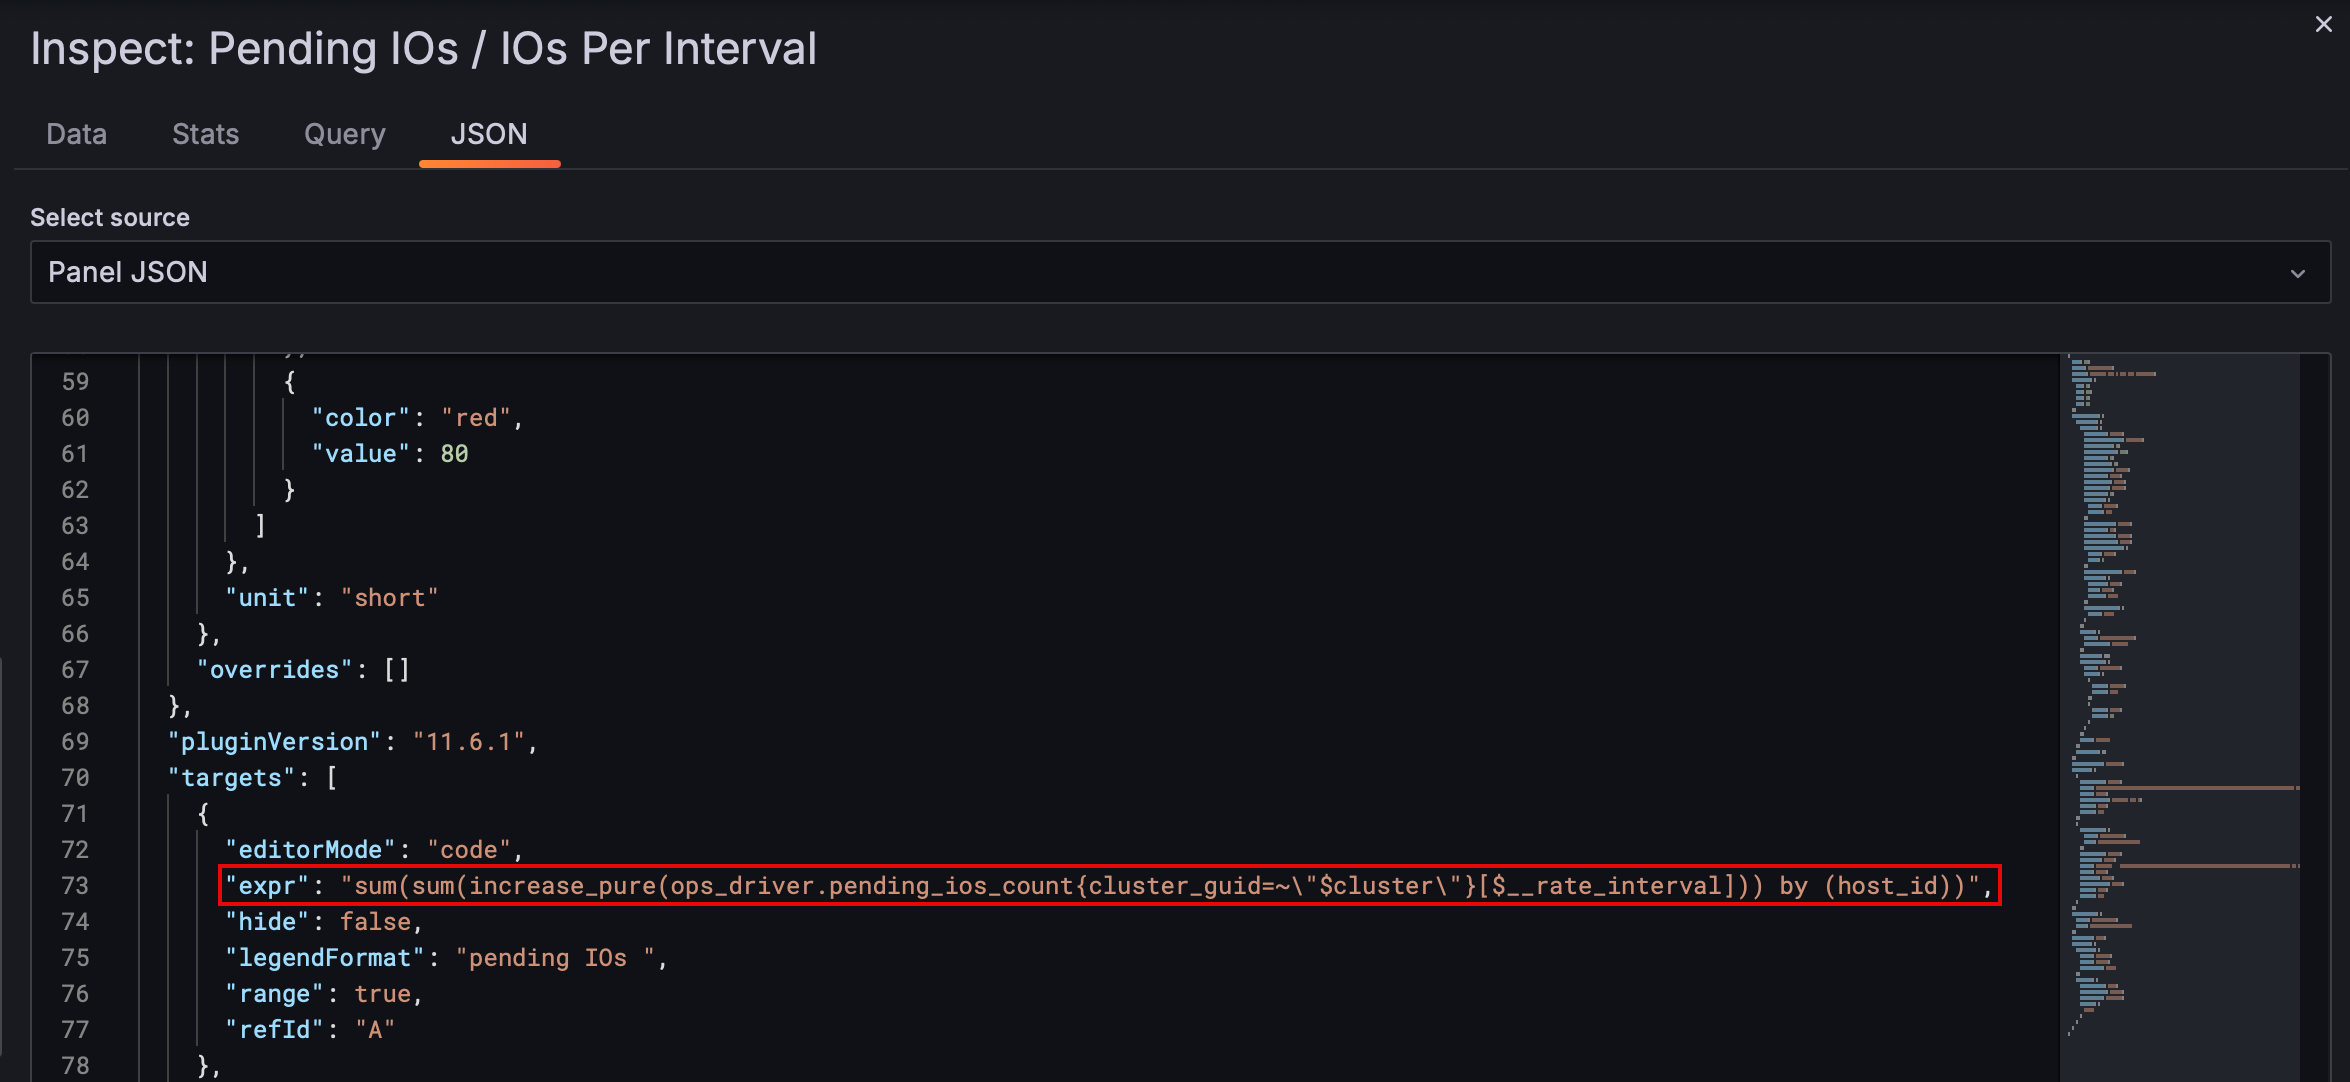 Inspect: Pending IOs / IOs Per Interval
Data Stats Query JSON
Select source
Panel JSON
59 {
60 "color": "red",
61 "value": 80
62 }
63 ]
64 },
65 "unit": "short"
66 },
67 "overrides": []
68 },
69 "pluginVersion": "11.6.1",
70 "targets": [
71 {
72 "editorMode": "code",
73 "expr": "sum(sum(increase_pure(ops_driver.pending_ios_count{cluster_guid=~\"$cluster\"}[$__rate_interval])) by (host_id))",
74 "hide": false,
75 "legendFormat": "pending IOs ",
76 "range": true,
77 "refId": "A"
78 },